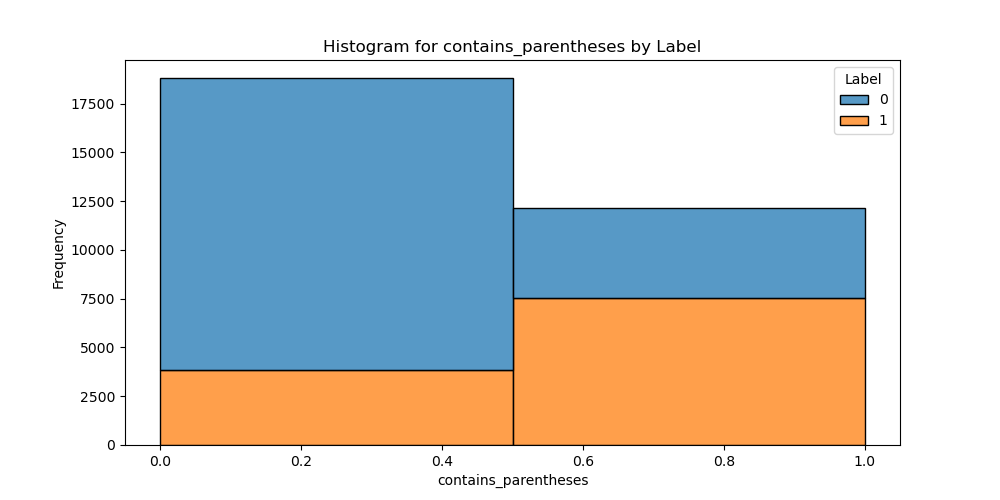 Histogram for contains_parentheses by Label
Label
0
1
Frequency
17500
15000
12500
10000
7500
5000
2500
0
0.0 0.2 0.4 0.6 0.8 1.0
contains_parentheses